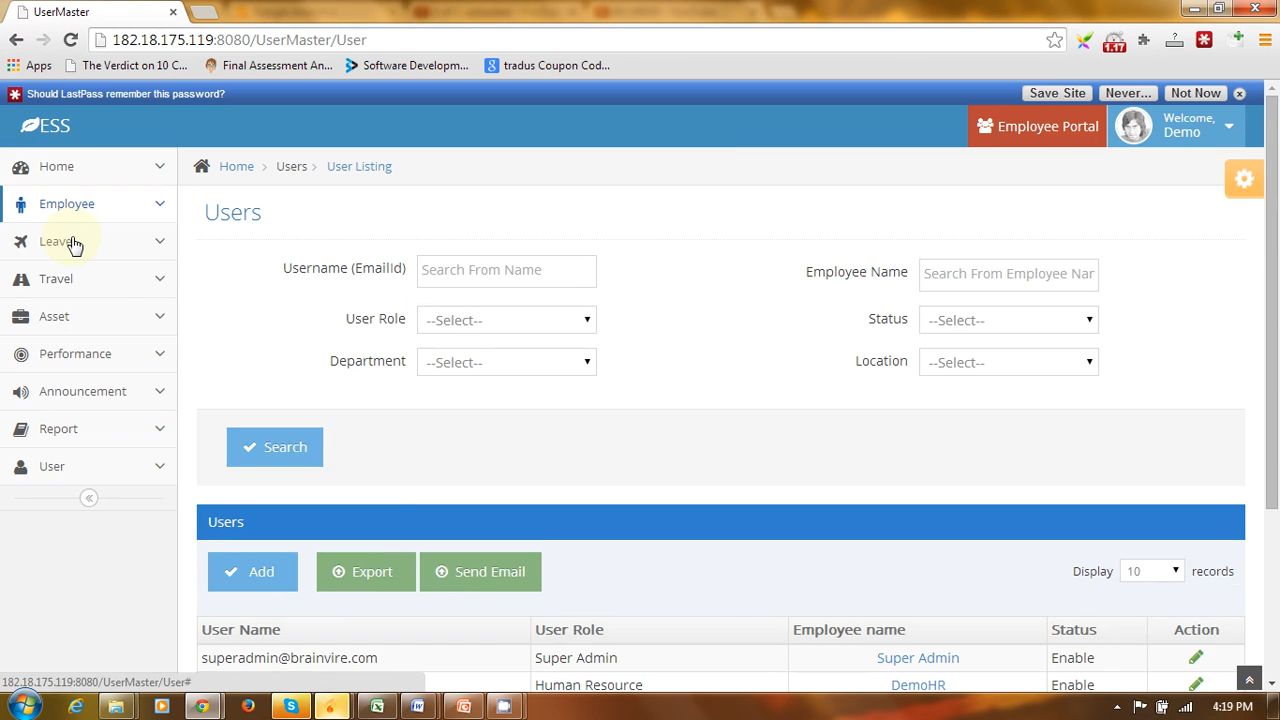 UserMaster
182.18.175.119:8080/UserMaster/User
1.17
Apps
The Verdict on 10 C...
Final Assessment An...
Software Developm...
tradus Coupon Cod...
Should LastPass remember this password?
Save Site
Never...
Not Now
ESS
Employee Portal
Welcome,
Demo
Home
Employee
Leave
Travel
Asset
Performance
Announcement
Report
User
Home > Users > User Listing
Users
Username (EmailId)
Search From Name
Employee Name
Search From Employee Nar
User Role
--Select--
Status
--Select--
Department
--Select--
Location
--Select--
Search
Users
Add
Export
Send Email
Display 10 records
User Name
User Role
Employee name
Status
Action
superadmin@brainvire.com
Super Admin
Super Admin
Enable
Human Resource
DemoHR
Enable
182.18.175.119:8080/UserMaster/User#
4:19 PM